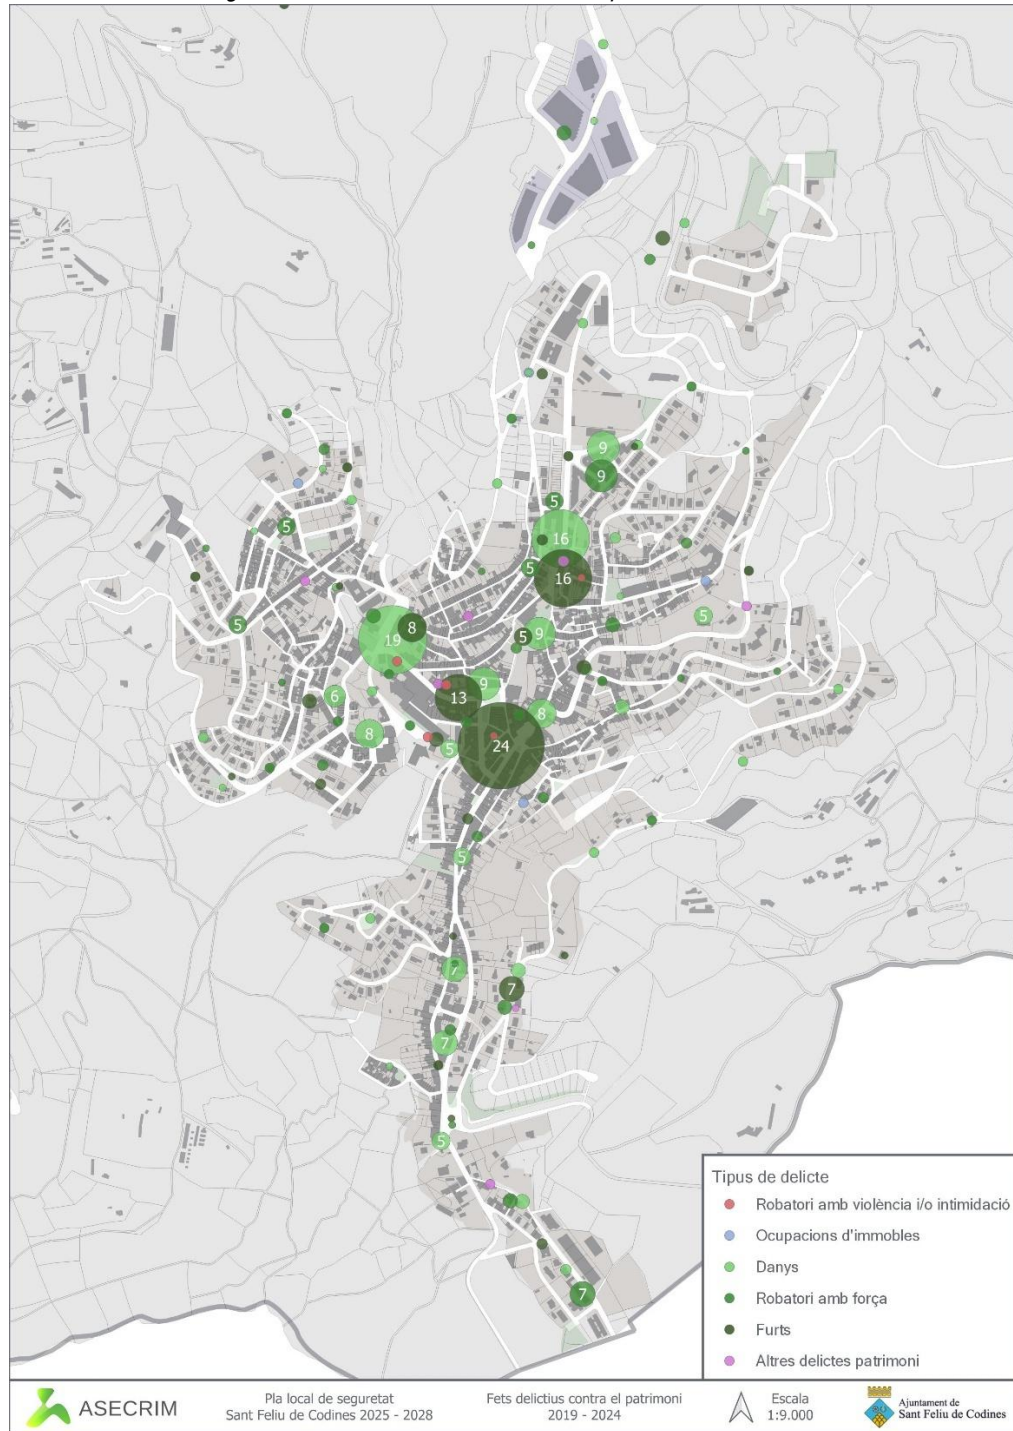 9
9
5
16
5
16
5
5
8
19
5
9
5
6
9
13
8
8
24
5
5
7
7
7
5
7
Tipus de delicte
Robatori amb violència i/o intimidació
Ocupacions d'immobles
Danys
Robatori amb força
Furts
Altres delictes patrimoni
ASECRIM
Pla local de seguretat
Sant Feliu de Codines 2025 - 2028
Fets delictius contra el patrimoni
2019 - 2024
Escala
1:9.000
Ajuntament de
Sant Feliu de Codines